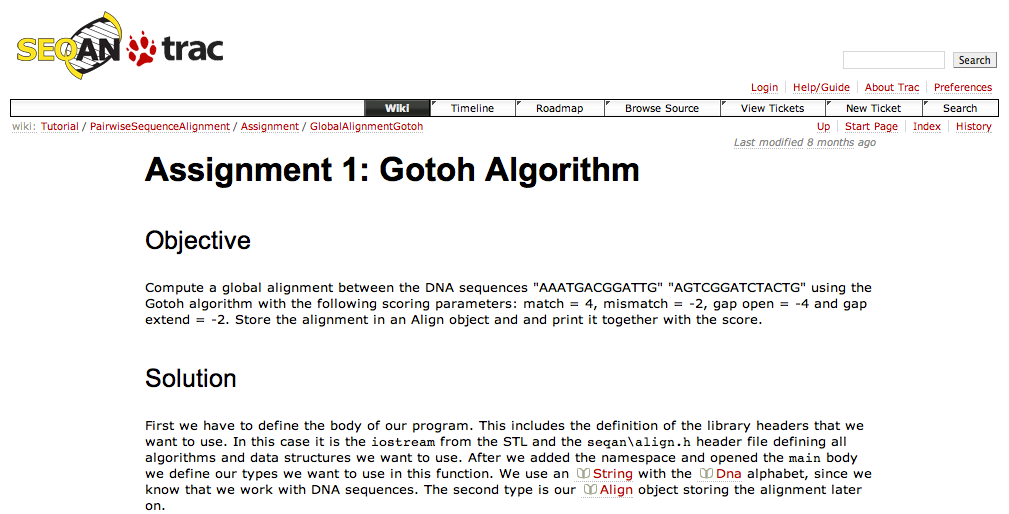 SEQAN trac
Search
Login Help/Guide About Trac Preferences
Wiki Timeline Roadmap Browse Source View Tickets New Ticket Search
wiki: Tutorial / PairwiseSequenceAlignment / Assignment / GlobalAlignmentGotoh Up Start Page Index History
Last modified 8 months ago
Assignment 1: Gotoh Algorithm
Objective
Compute a global alignment between the DNA sequences "AAATGACGGATTG" "AGTCGGATCTACTG" using the
Gotoh algorithm with the following scoring parameters: match = 4, mismatch = -2, gap open = -4 and gap
extend = -2. Store the alignment in an Align object and and print it together with the score.
Solution
First we have to define the body of our program. This includes the definition of the library headers that we
want to use. In this case it is the iostream from the STL and the seqan\align.h header file defining all
algorithms and data structures we want to use. After we added the namespace and opened the main body
we define our types we want to use in this function. We use an String with the Dna alphabet, since we
know that we work with DNA sequences. The second type is our Align object storing the alignment later
on.